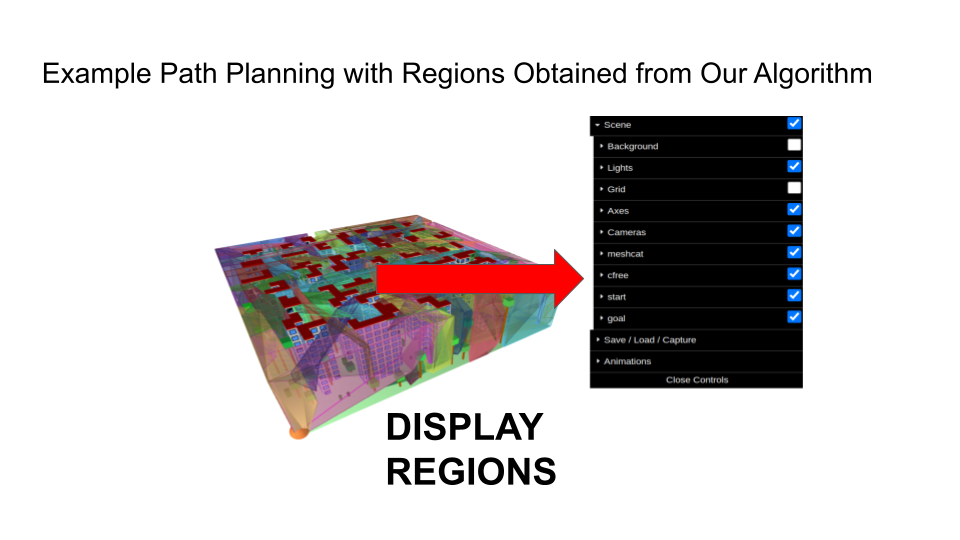 Example Path Planning with Regions Obtained from Our Algorithm
Scene
Background
Lights
Grid
Axes
Cameras
meshcat
cfree
start
goal
Save / Load / Capture
Animations
Close Controls
DISPLAY
REGIONS